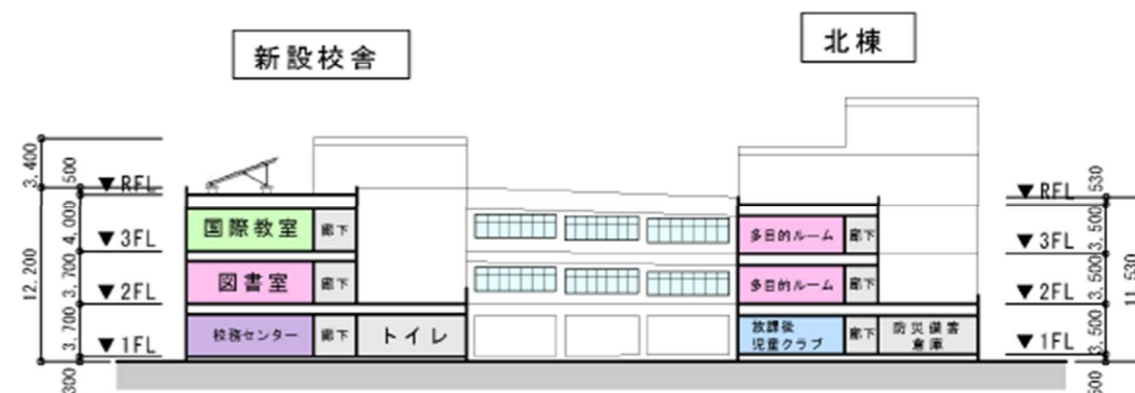 新設校舎
北棟
3,400
500
▼RFL
530
▼RFL
国際教室
廊下
4,000
▼3FL
多目的ルーム
廊下
3,500
▼3FL
12,200
図書室
廊下
3,700
▼2FL
多目的ルーム
廊下
3,500
▼2FL
11,530
校務センター
廊下
トイレ
3,700
▼1FL
放課後
児童クラブ
廊下
防災備蓄
倉庫
3,500
▼1FL
300